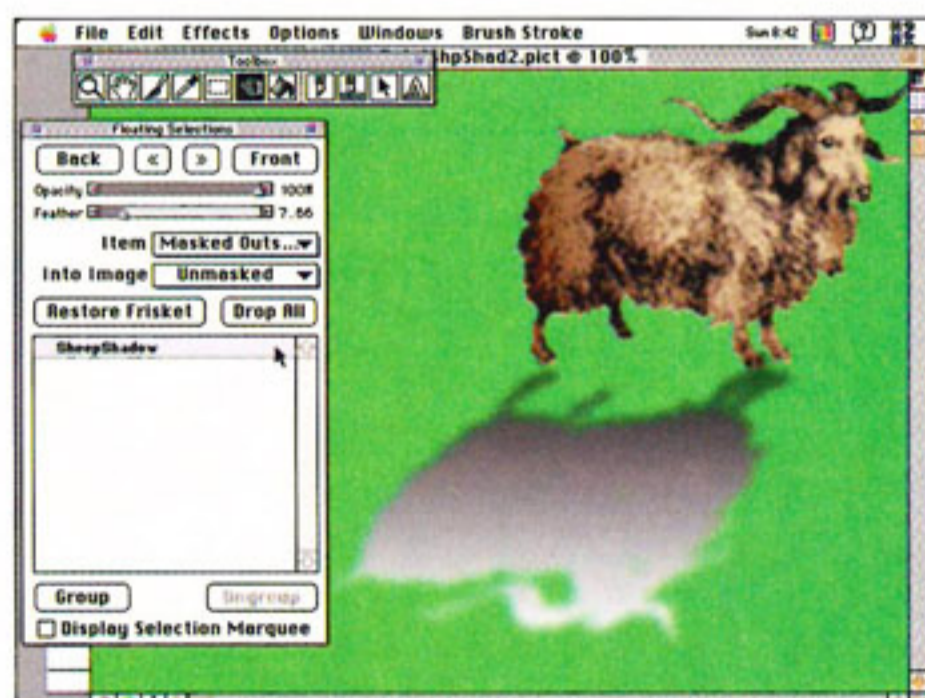 File Edit Effects Options Windows Brush Stroke Sun 8:42
Toolbox
hpShad2.pict @ 100%
Floating Selections
Back « » Front
Opacity 100%
Feather 7.66
Item Masked Outs...
Into Image Unmasked
Restore Frisket Drop All
SheepShadow
Group Ungroup
Display Selection Marquee